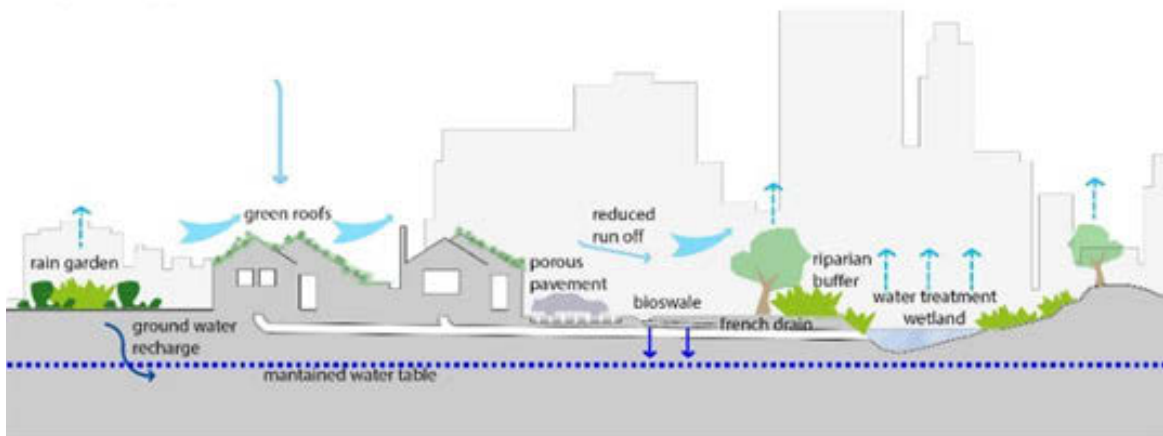 green roofs
reduced
run off
rain garden
porous
pavement
riparian
buffer
bioswale
water treatment
wetland
ground water
recharge
french drain
mantained water table